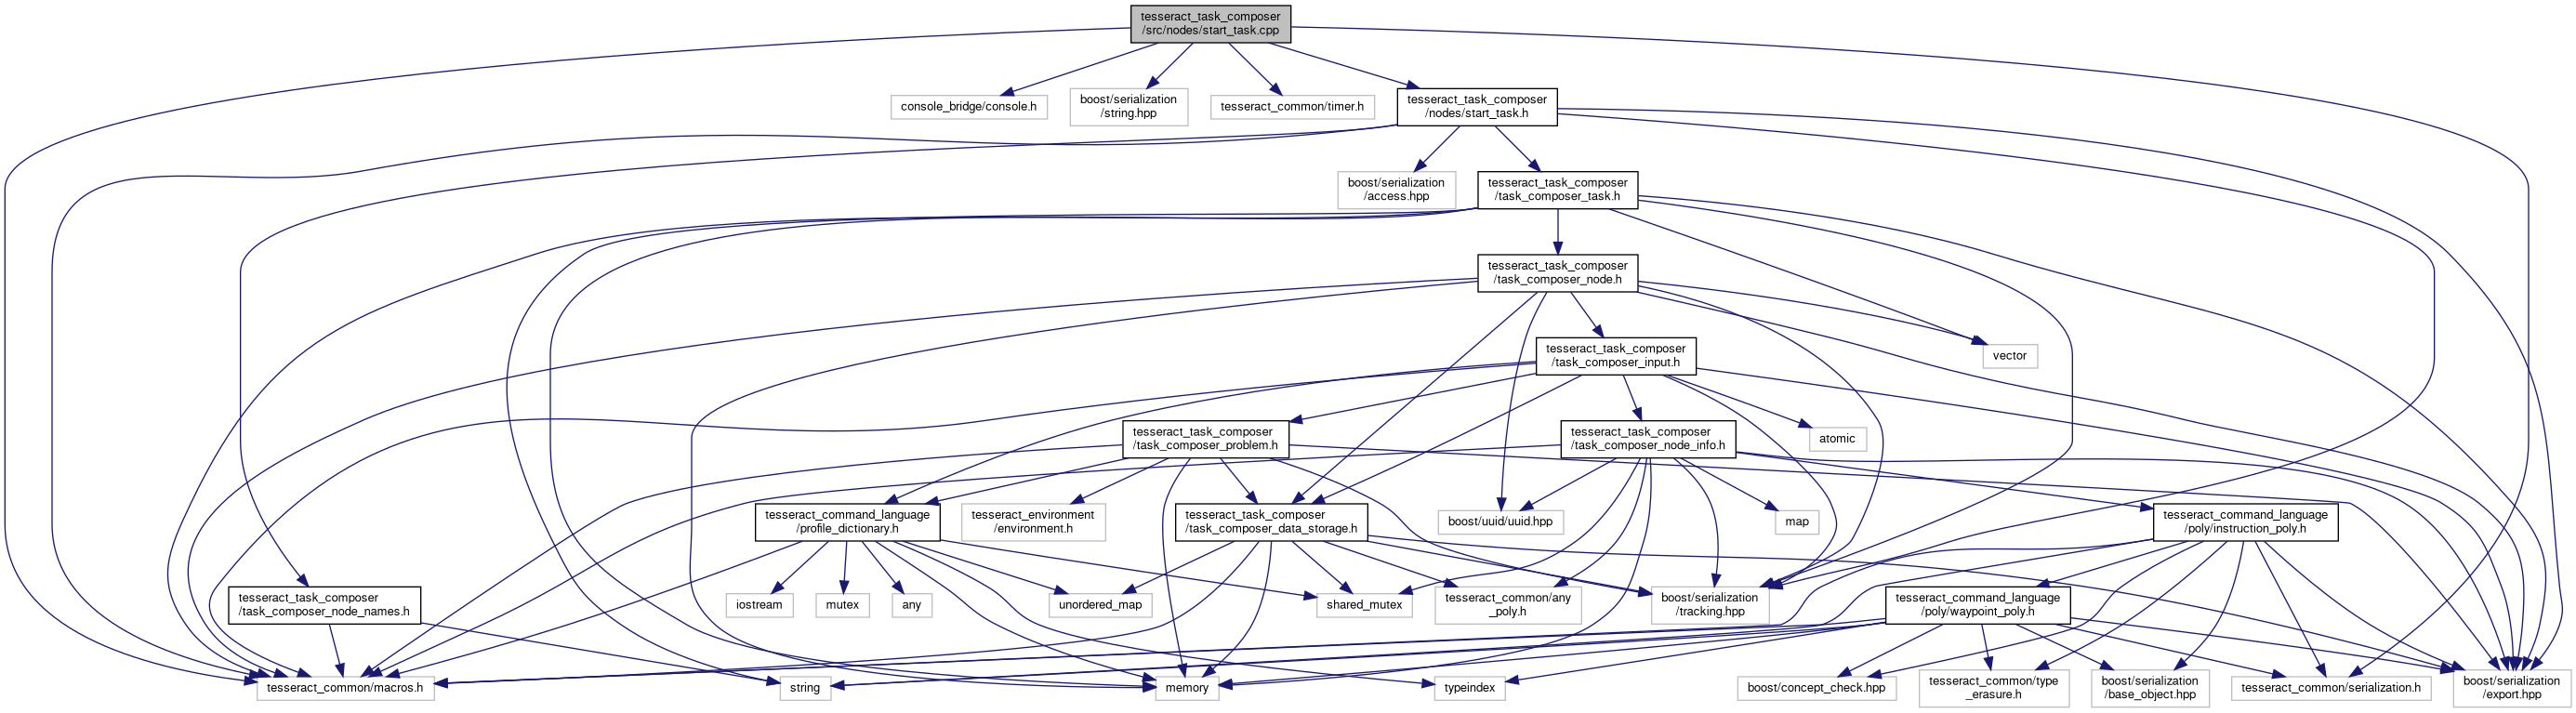 tesseract_task_composer
/src/nodes/start_task.cpp
console_bridge/console.h
boost/serialization
/string.hpp
tesseract_common/timer.h
tesseract_task_composer
/nodes/start_task.h
boost/serialization
/access.hpp
tesseract_task_composer
/task_composer_task.h
tesseract_task_composer
/task_composer_node.h
tesseract_task_composer
/task_composer_input.h
vector
tesseract_task_composer
/task_composer_problem.h
tesseract_task_composer
/task_composer_node_info.h
atomic
tesseract_command_language
/profile_dictionary.h
tesseract_environment
/environment.h
tesseract_task_composer
/task_composer_data_storage.h
boost/uuid/uuid.hpp
map
tesseract_command_language
/poly/instruction_poly.h
tesseract_task_composer
/task_composer_node_names.h
iostream
mutex
any
unordered_map
shared_mutex
tesseract_common/any
_poly.h
boost/serialization
/tracking.hpp
tesseract_command_language
/poly/waypoint_poly.h
tesseract_common/macros.h
string
memory
typeindex
boost/concept_check.hpp
tesseract_common/type
_erasure.h
boost/serialization
/base_object.hpp
tesseract_common/serialization.h
boost/serialization
/export.hpp